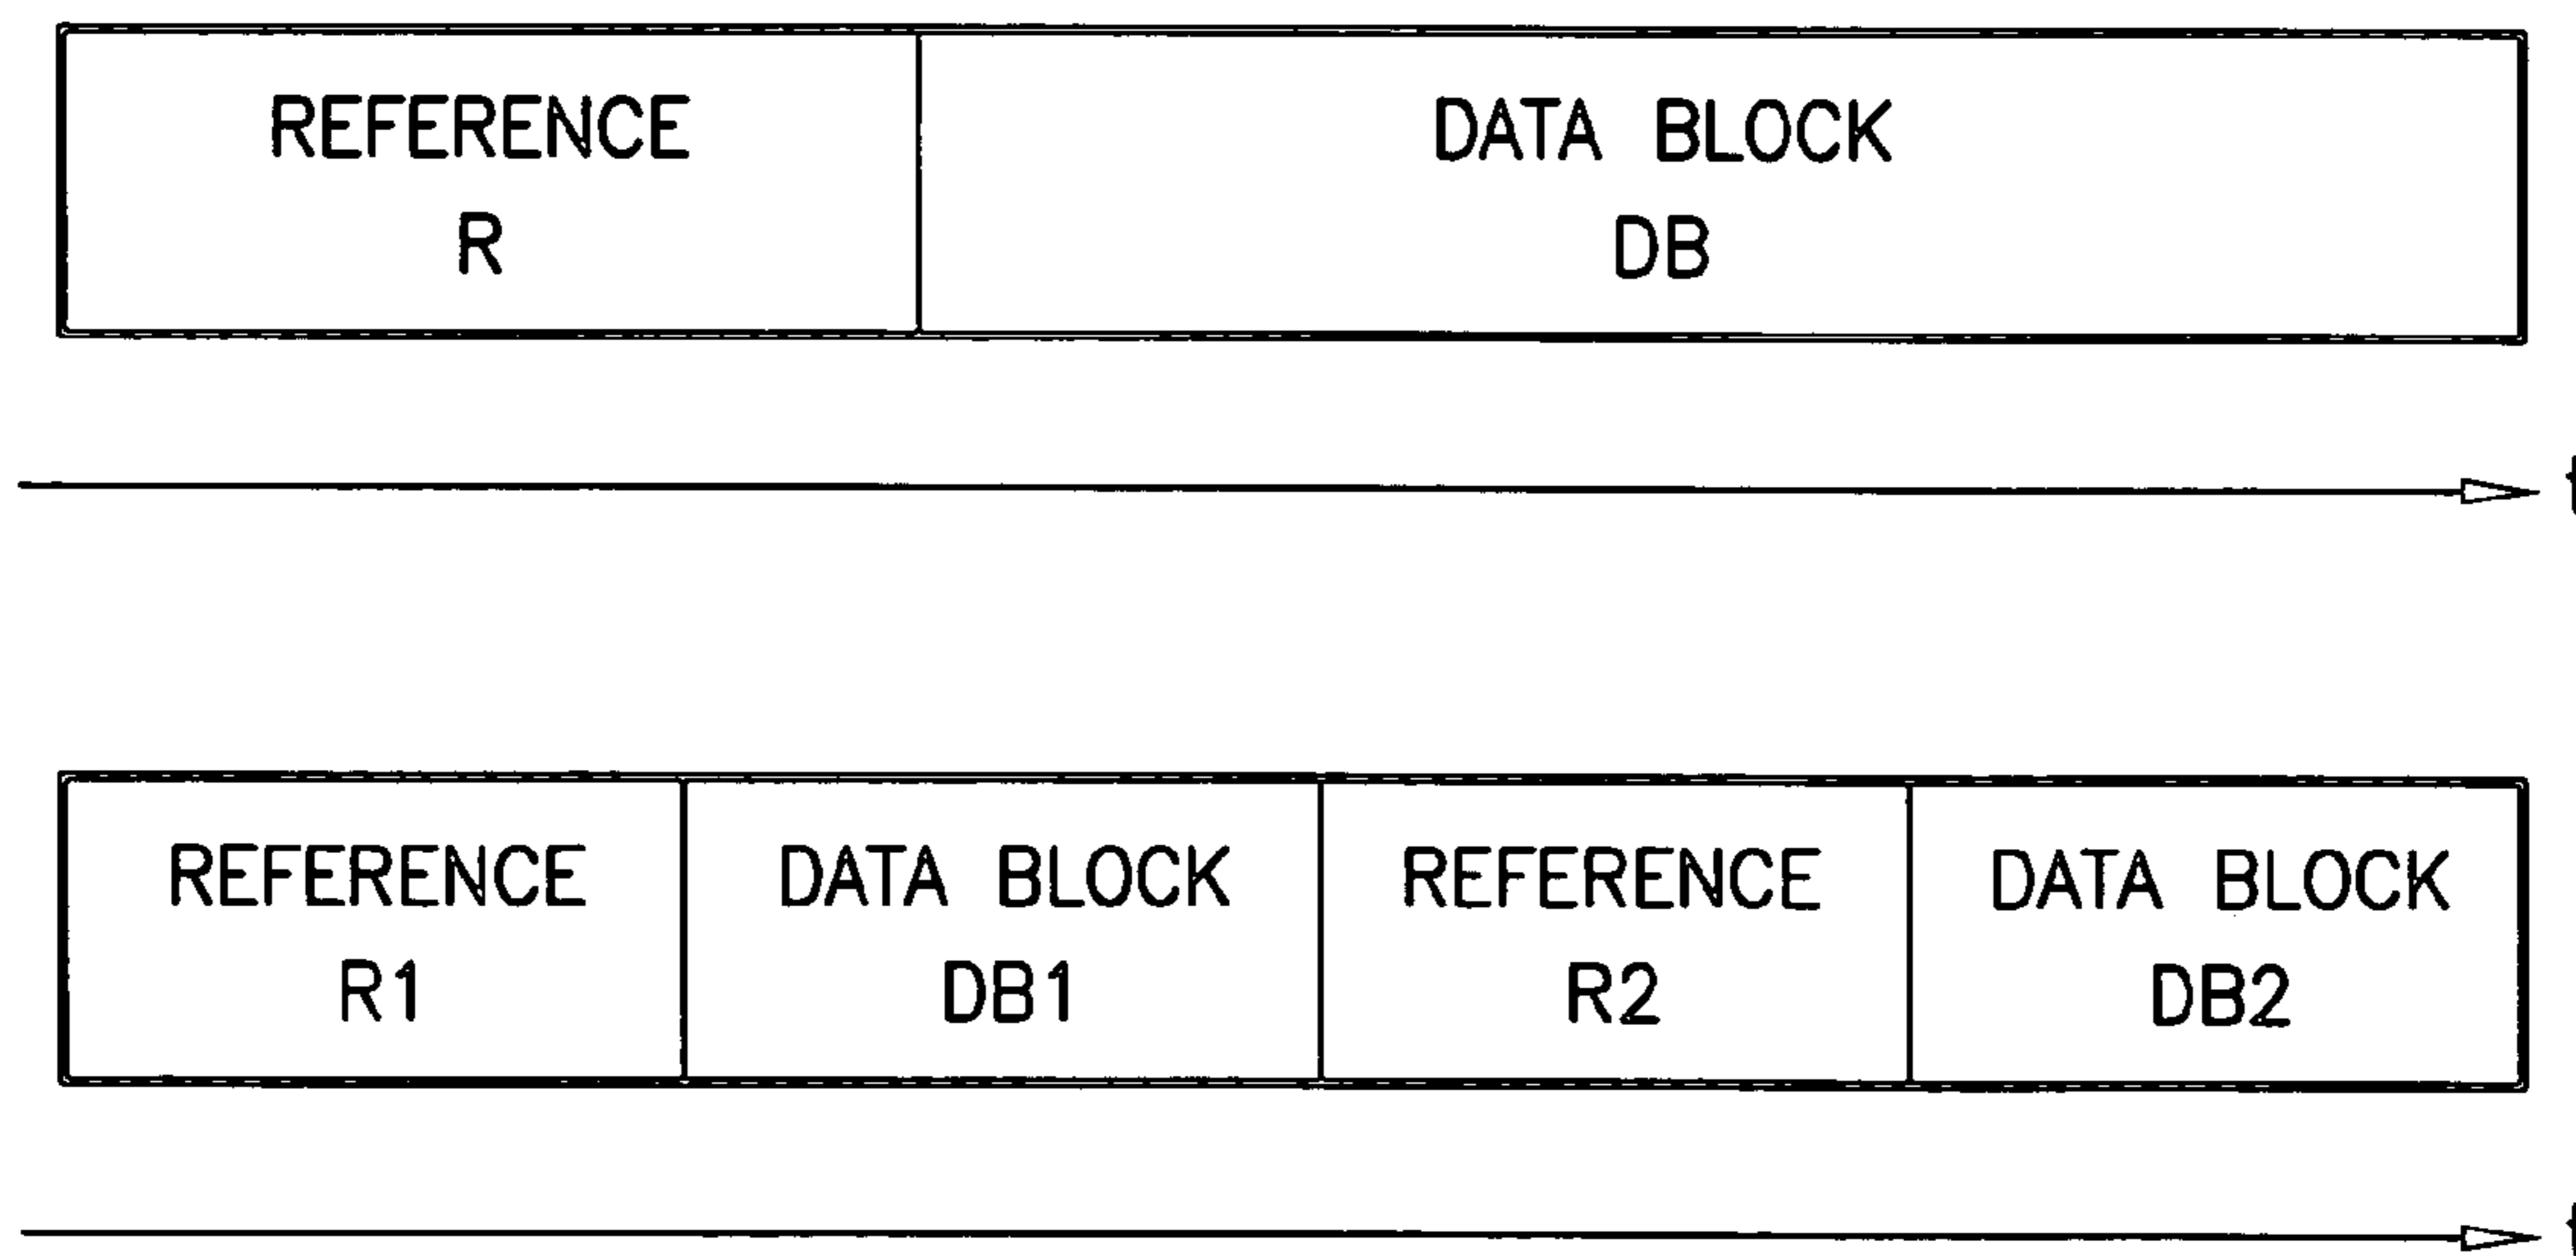 REFERENCE
R
DATA BLOCK
DB
t
REFERENCE
R1
DATA BLOCK
DB1
REFERENCE
R2
DATA BLOCK
DB2
t